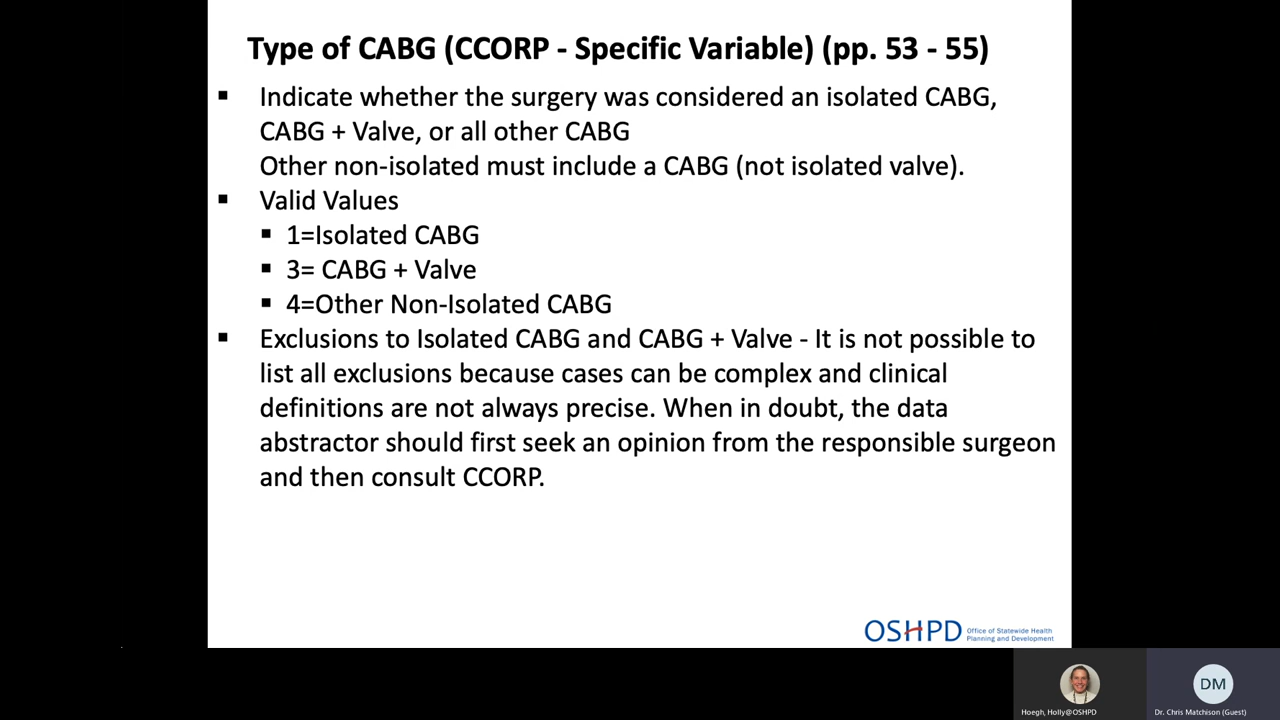 Type of CABG (CCORP - Specific Variable) (pp. 53 - 55)
▪ Indicate whether the surgery was considered an isolated CABG,
CABG + Valve, or all other CABG
Other non-isolated must include a CABG (not isolated valve).
▪ Valid Values
▪ 1=Isolated CABG
▪ 3= CABG + Valve
▪ 4=Other Non-Isolated CABG
▪ Exclusions to Isolated CABG and CABG + Valve - It is not possible to
list all exclusions because cases can be complex and clinical
definitions are not always precise. When in doubt, the data
abstractor should first seek an opinion from the responsible surgeon
and then consult CCORP.
OSHPD Office of Statewide Health
Planning and Development
DM
Hoegh, Holly@OSHPD
Dr. Chris Matchison (Guest)